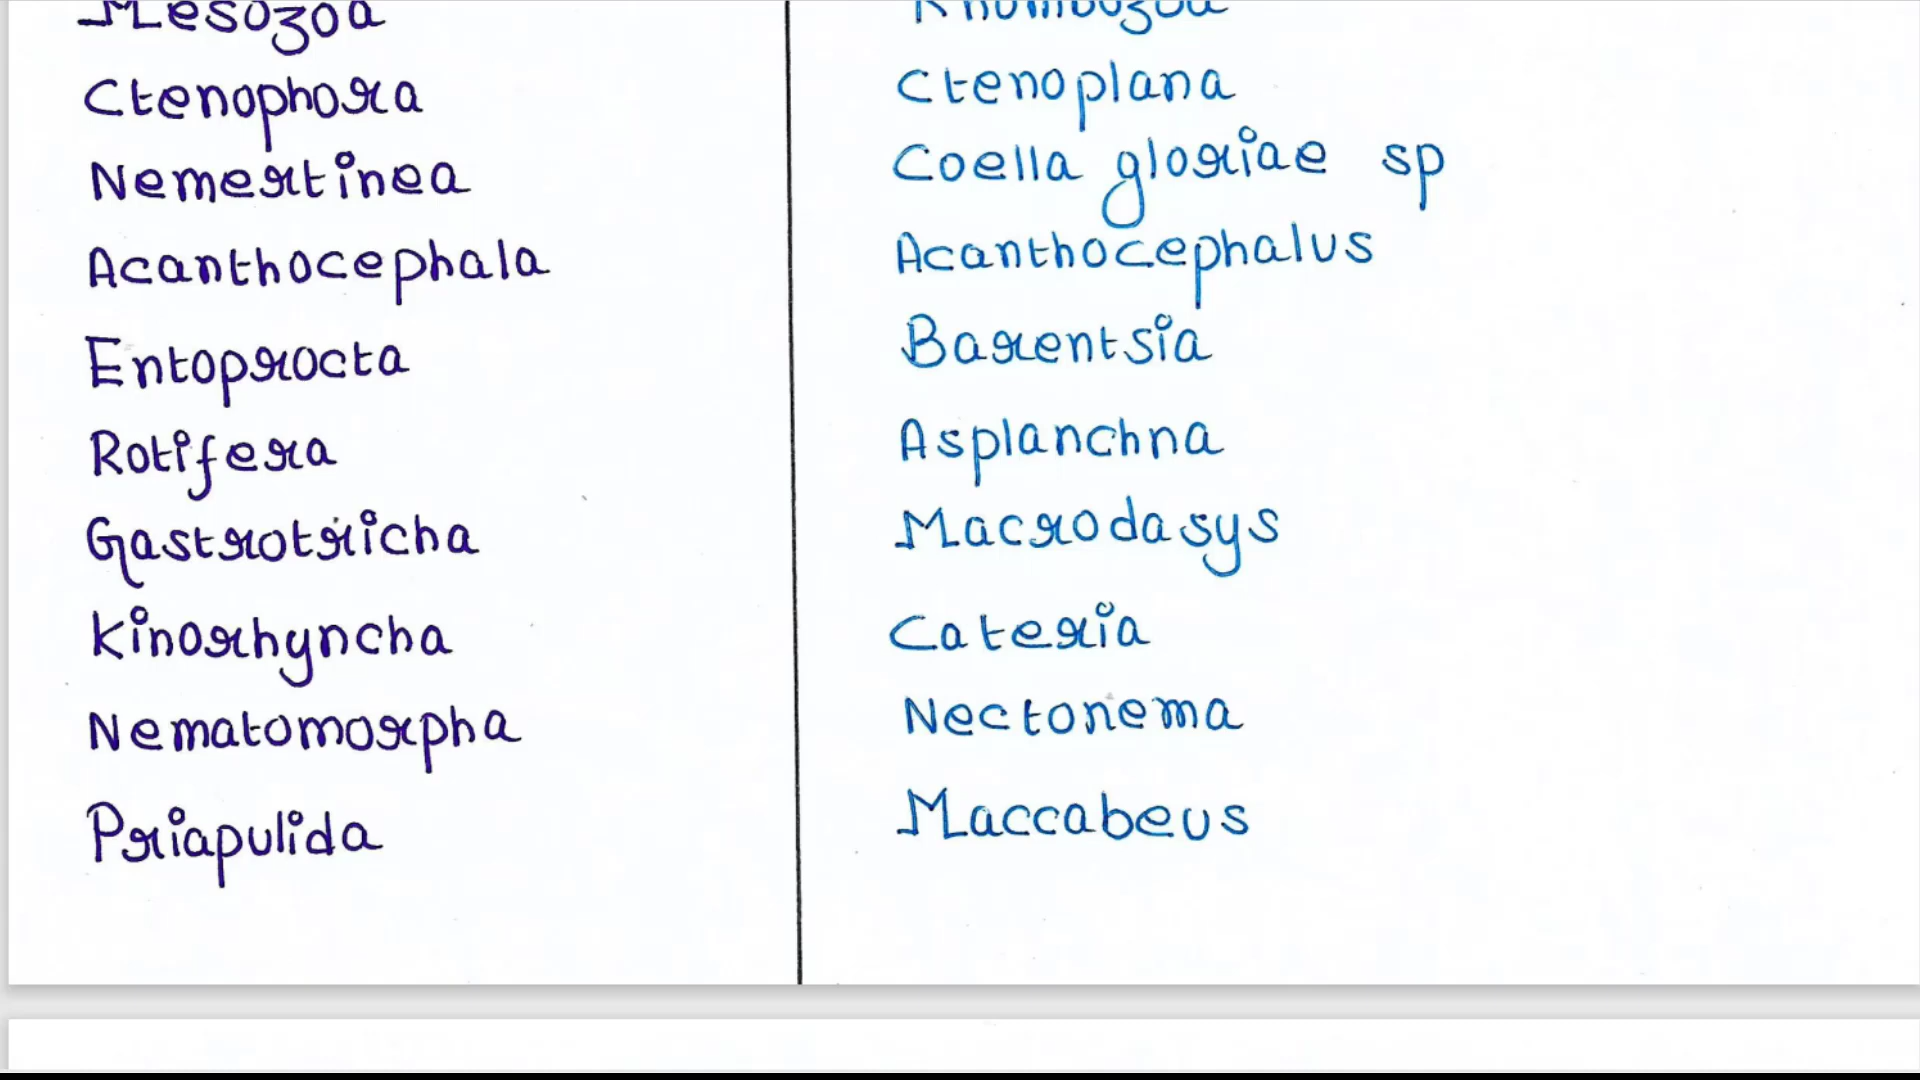 Mesozoa
Ctenophora Ctenoplana
Nemertinea Coella gloriae sp
Acanthocephala Acanthocephalus
Entoprocta Barentsia
Rotifera Asplanchna
Gastrotricha Macrodasys
Kinorhyncha Cateria
Nematomorpha Nectonema
Priapulida Maccabeus